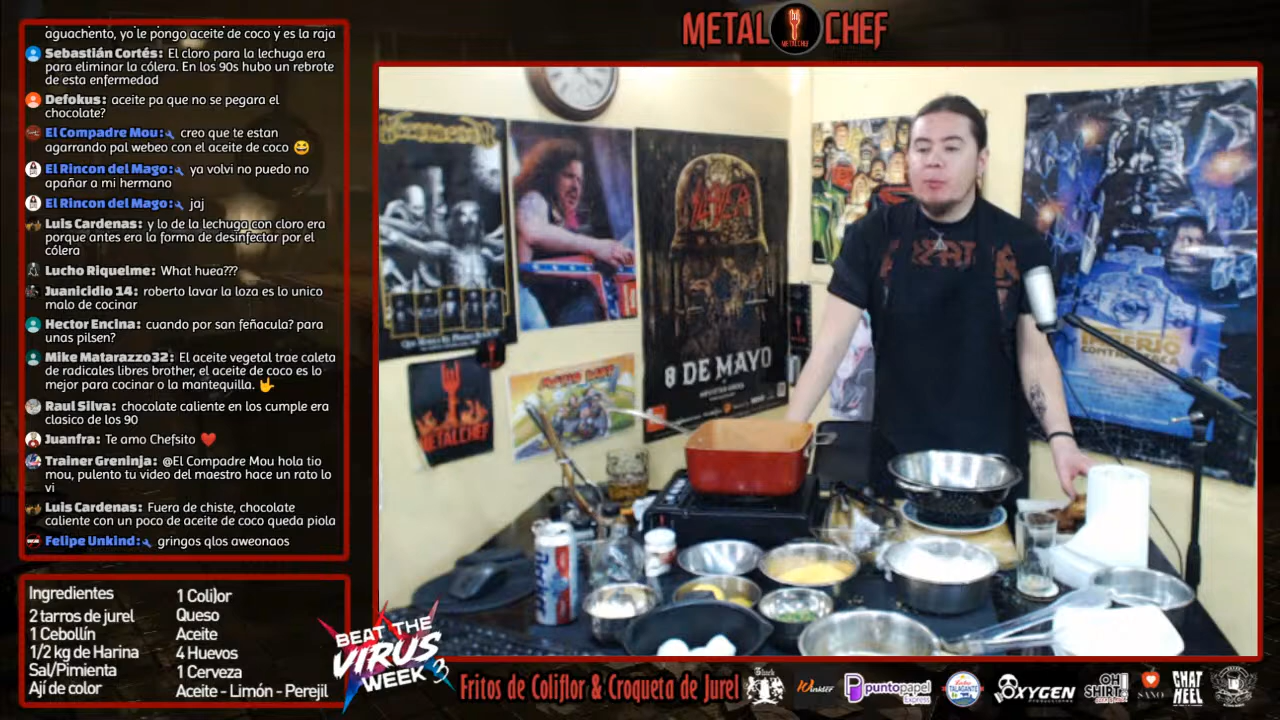 METAL CHEF
METALCHEF
aguachento, yo le pongo aceite de coco y es la raja
Sebastián Cortés: El cloro para la lechuga era
para eliminar la cólera. En los 90s hubo un rebrote
de esta enfermedad
Defokus: aceite pa que no se pegara el
chocolate?
El Compadre Mou: creo que te estan
agarrando pal webeo con el aceite de coco 😄
El Rincon del Mago: ya volvi no puedo no
apañar a mi hermano
El Rincon del Mago: jaj
Luis Cardenas: y lo de la lechuga con cloro era
porque antes era la forma de desinfectar por el
cólera
Lucho Riquelme: What huea???
Juanicidio 14: roberto lavar la loza es lo unico
malo de cocinar
Hector Encina: cuando por san feñacula? para
unas pilsen?
Mike Matarazzo32: El aceite vegetal trae caleta
de radicales libres brother, el aceite de coco es lo
mejor para cocinar o la mantequilla. 🤘
Raul Silva: chocolate caliente en los cumple era
clasico de los 90
Juanfra: Te amo Chefsito ❤️
Trainer Greninja: @El Compadre Mou hola tio
mou, pulento tu video del maestro hace un rato lo
vi
Luis Cardenas: Fuera de chiste, chocolate
caliente con un poco de aceite de coco queda piola
Felipe Unkind: gringos qlos aweonaos
SLAYER
8 DE MAYO
METALCHEF
IMPERIO
CONTRAATACA
Ingredientes
2 tarros de jurel
1 Cebollín
1/2 kg de Harina
Sal/Pimienta
Ají de color
1 Coliflor
Queso
Aceite
4 Huevos
1 Cerveza
Aceite - Limón - Perejil
BEAT THE
VIRUS
WEEK 3
Fritos de Coliflor & Croqueta de Jurel
Winkler
puntopapel
Express
TALAGANTE
OXYGEN
OH
SHIRT!
SANO
CHAT
HEEL